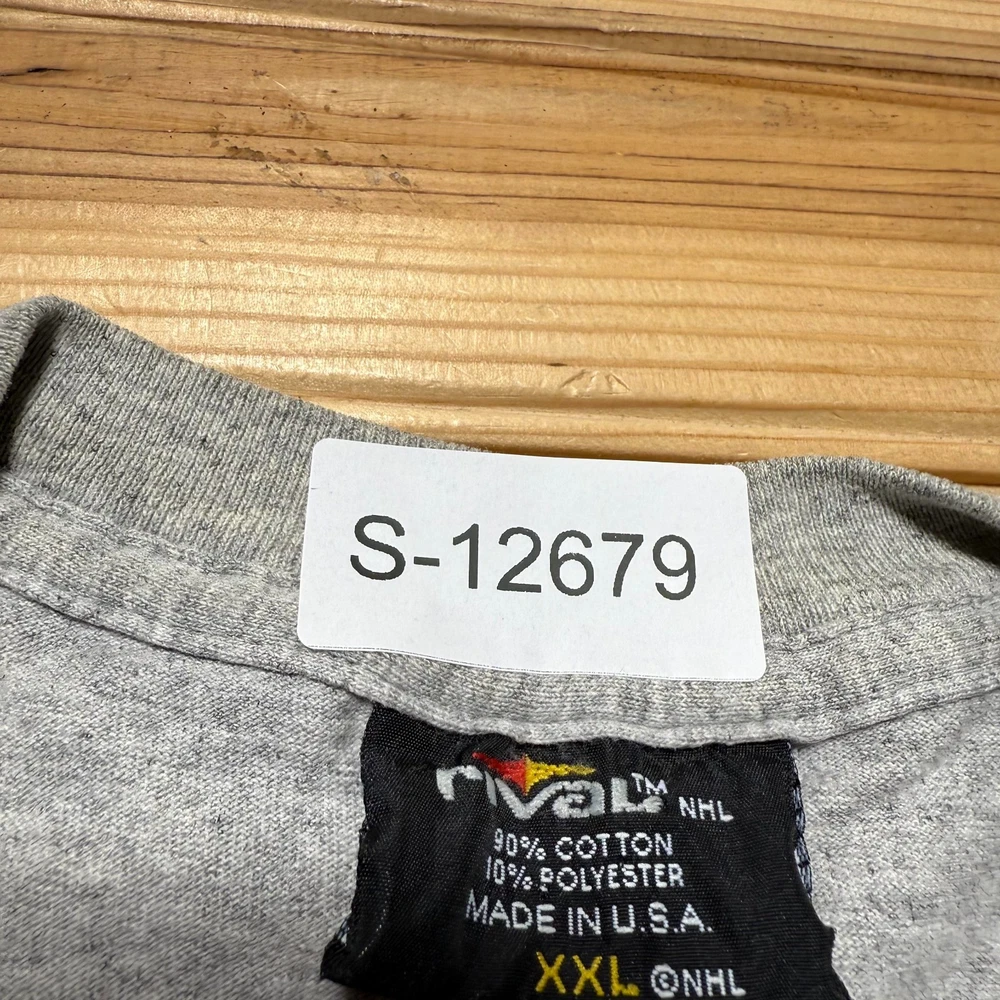 S-12679
rival™ NHL
90% COTTON
10% POLYESTER
MADE IN U.S.A.
XXL ©NHL